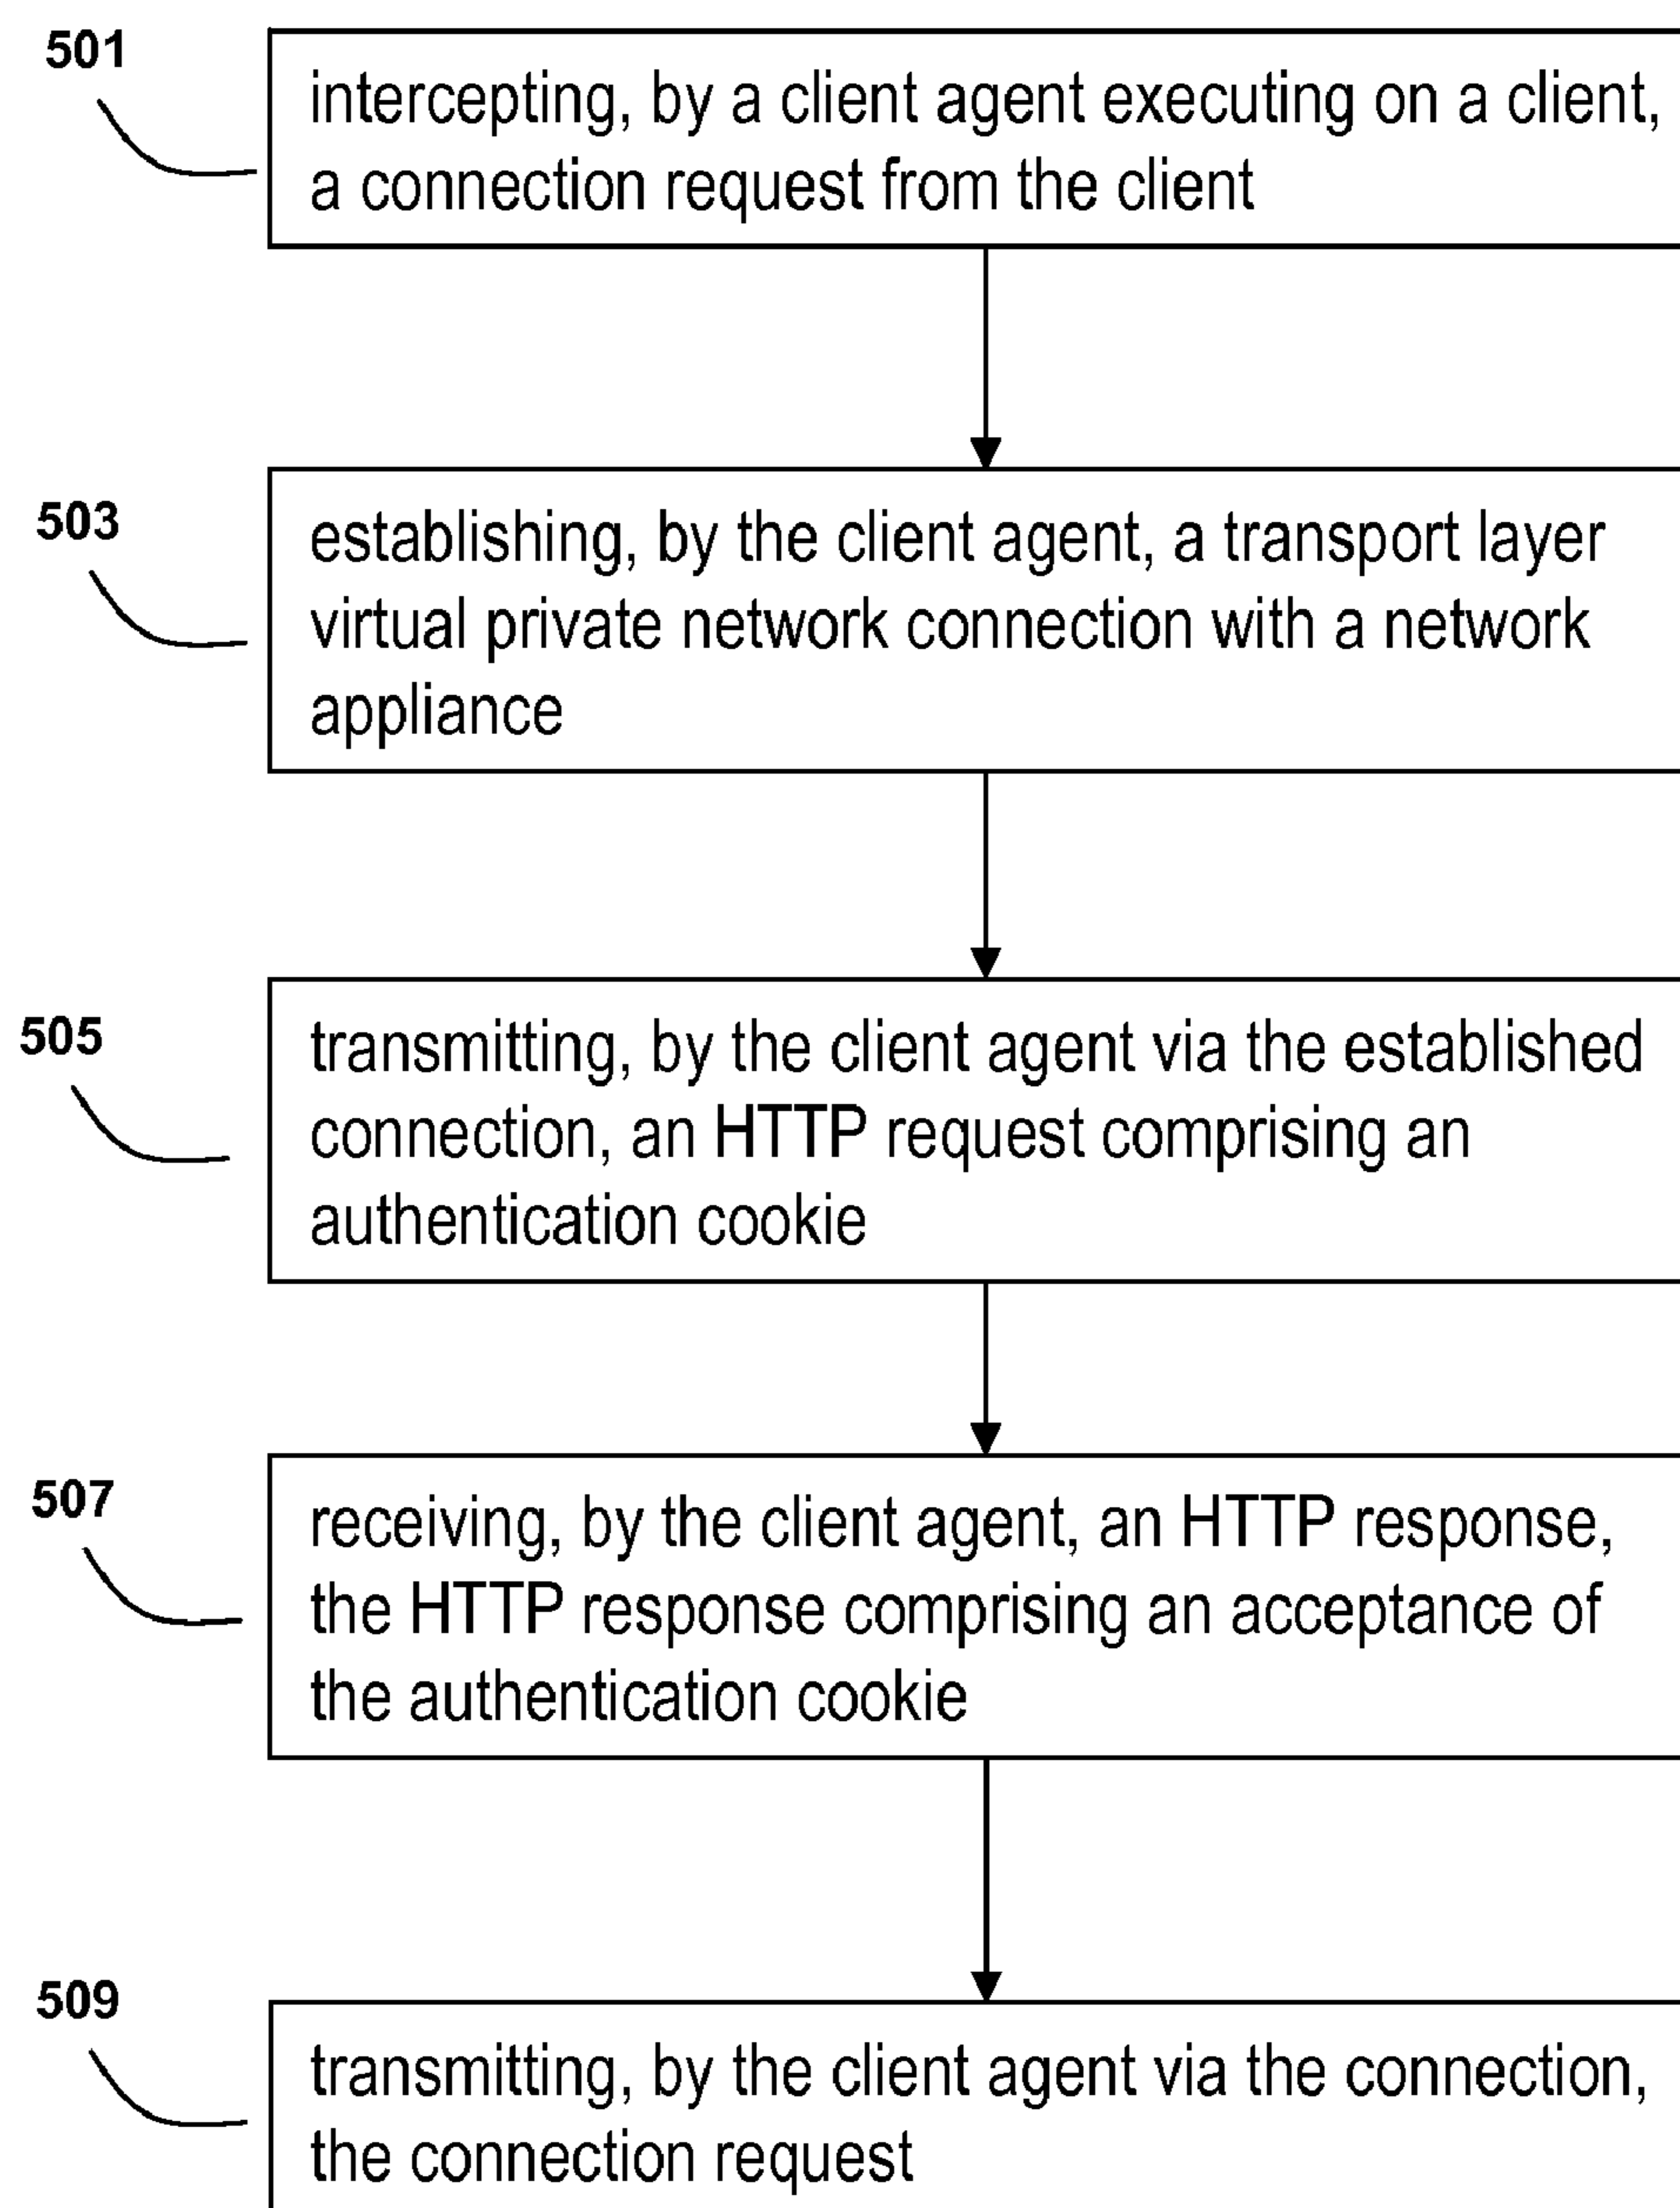 501
intercepting, by a client agent executing on a client,
a connection request from the client
503
establishing, by the client agent, a transport layer
virtual private network connection with a network
appliance
505
transmitting, by the client agent via the established
connection, an HTTP request comprising an
authentication cookie
507
receiving, by the client agent, an HTTP response,
the HTTP response comprising an acceptance of
the authentication cookie
509
transmitting, by the client agent via the connection,
the connection request